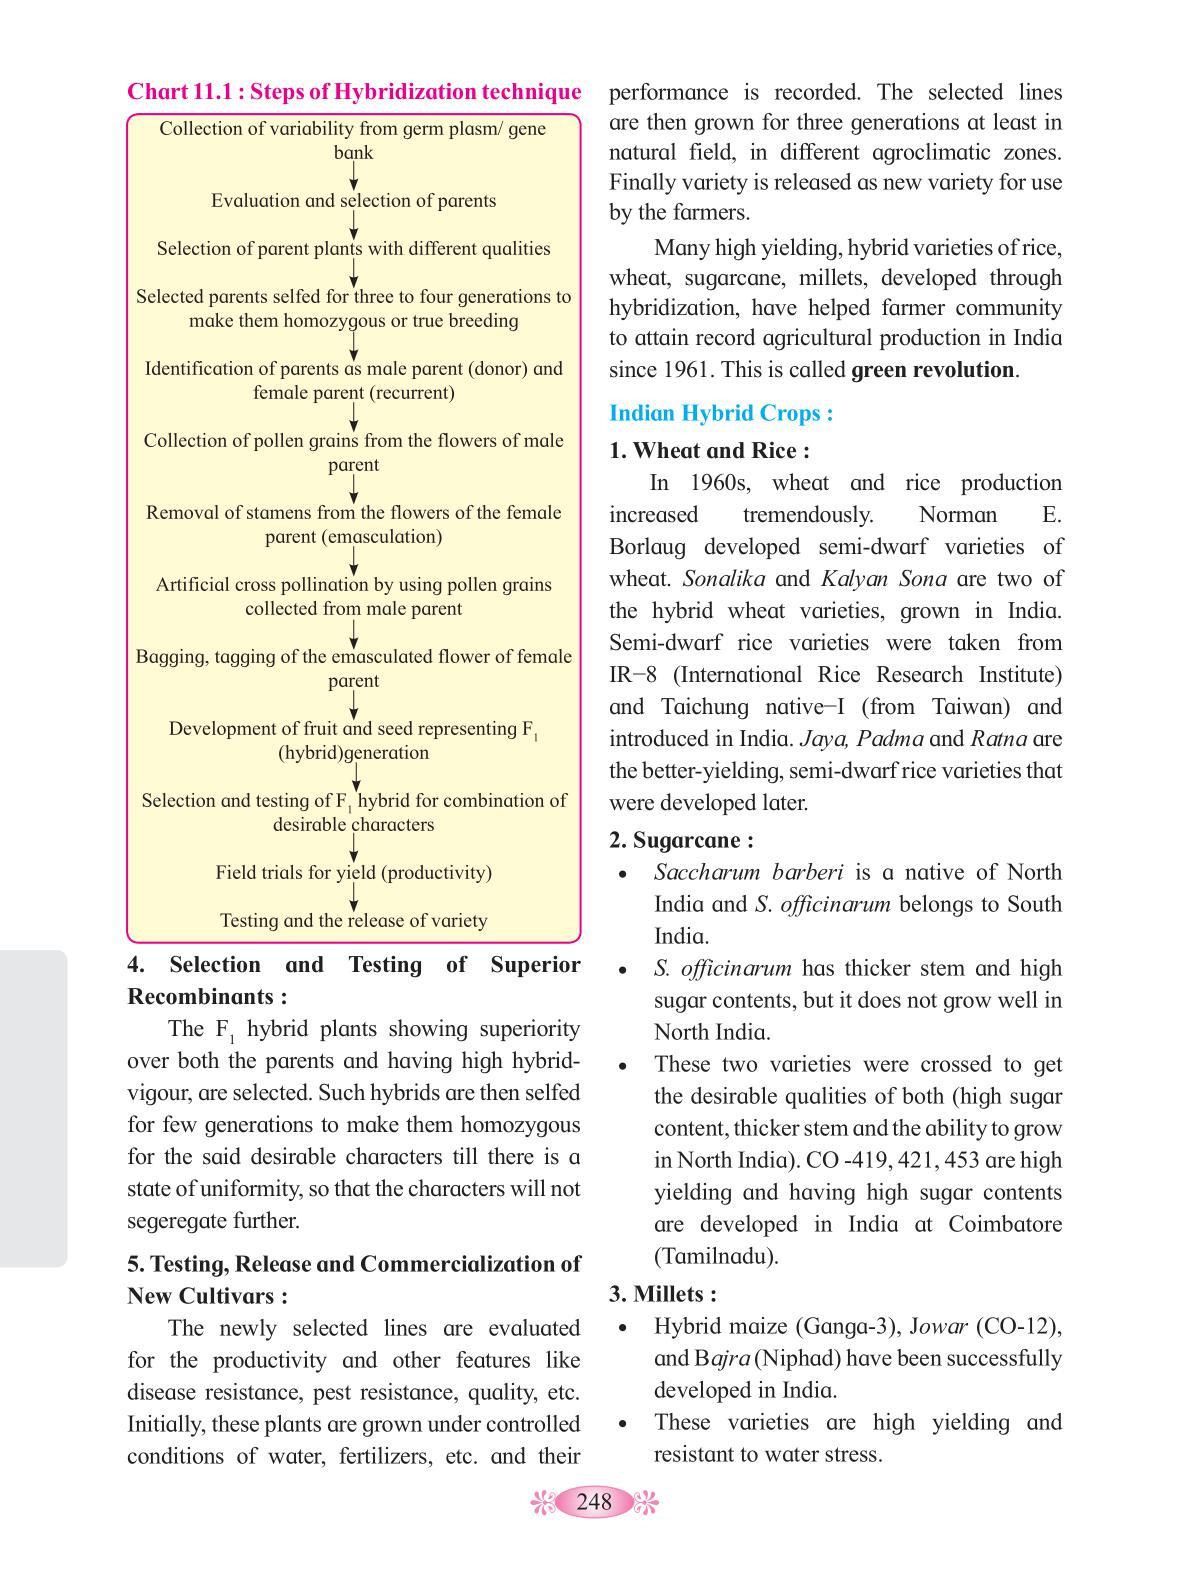 Chart 11.1 : Steps of Hybridization technique
Collection of variability from germ plasm/ gene
bank
Evaluation and selection of parents
Selection of parent plants with different qualities
Selected parents selfed for three to four generations to
make them homozygous or true breeding
Identification of parents as male parent (donor) and
female parent (recurrent)
Collection of pollen grains from the flowers of male
parent
Removal of stamens from the flowers of the female
parent (emasculation)
Artificial cross pollination by using pollen grains
collected from male parent
Bagging, tagging of the emasculated flower of female
parent
Development of fruit and seed representing F1
(hybrid)generation
Selection and testing of F1 hybrid for combination of
desirable characters
Field trials for yield (productivity)
Testing and the release of variety
4. Selection and Testing of Superior
Recombinants :
The F1 hybrid plants showing superiority
over both the parents and having high hybrid-
vigour, are selected. Such hybrids are then selfed
for few generations to make them homozygous
for the said desirable characters till there is a
state of uniformity, so that the characters will not
segeregate further.
5. Testing, Release and Commercialization of
New Cultivars :
The newly selected lines are evaluated
for the productivity and other features like
disease resistance, pest resistance, quality, etc.
Initially, these plants are grown under controlled
conditions of water, fertilizers, etc. and their
performance is recorded. The selected lines
are then grown for three generations at least in
natural field, in different agroclimatic zones.
Finally variety is released as new variety for use
by the farmers.
Many high yielding, hybrid varieties of rice,
wheat, sugarcane, millets, developed through
hybridization, have helped farmer community
to attain record agricultural production in India
since 1961. This is called green revolution.
Indian Hybrid Crops :
1. Wheat and Rice :
In 1960s, wheat and rice production
increased tremendously. Norman E.
Borlaug developed semi-dwarf varieties of
wheat. Sonalika and Kalyan Sona are two of
the hybrid wheat varieties, grown in India.
Semi-dwarf rice varieties were taken from
IR−8 (International Rice Research Institute)
and Taichung native−I (from Taiwan) and
introduced in India. Jaya, Padma and Ratna are
the better-yielding, semi-dwarf rice varieties that
were developed later.
2. Sugarcane :
• Saccharum barberi is a native of North
India and S. officinarum belongs to South
India.
• S. officinarum has thicker stem and high
sugar contents, but it does not grow well in
North India.
• These two varieties were crossed to get
the desirable qualities of both (high sugar
content, thicker stem and the ability to grow
in North India). CO -419, 421, 453 are high
yielding and having high sugar contents
are developed in India at Coimbatore
(Tamilnadu).
3. Millets :
• Hybrid maize (Ganga-3), Jowar (CO-12),
and Bajra (Niphad) have been successfully
developed in India.
• These varieties are high yielding and
resistant to water stress.
248